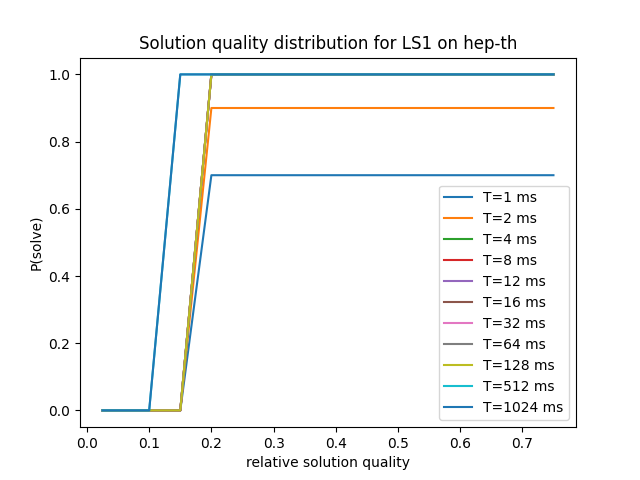 Solution quality distribution for LS1 on hep-th
P(solve)
1.0
0.8
0.6
0.4
0.2
0.0
T=1 ms
T=2 ms
T=4 ms
T=8 ms
T=12 ms
T=16 ms
T=32 ms
T=64 ms
T=128 ms
T=512 ms
T=1024 ms
0.0 0.1 0.2 0.3 0.4 0.5 0.6 0.7
relative solution quality